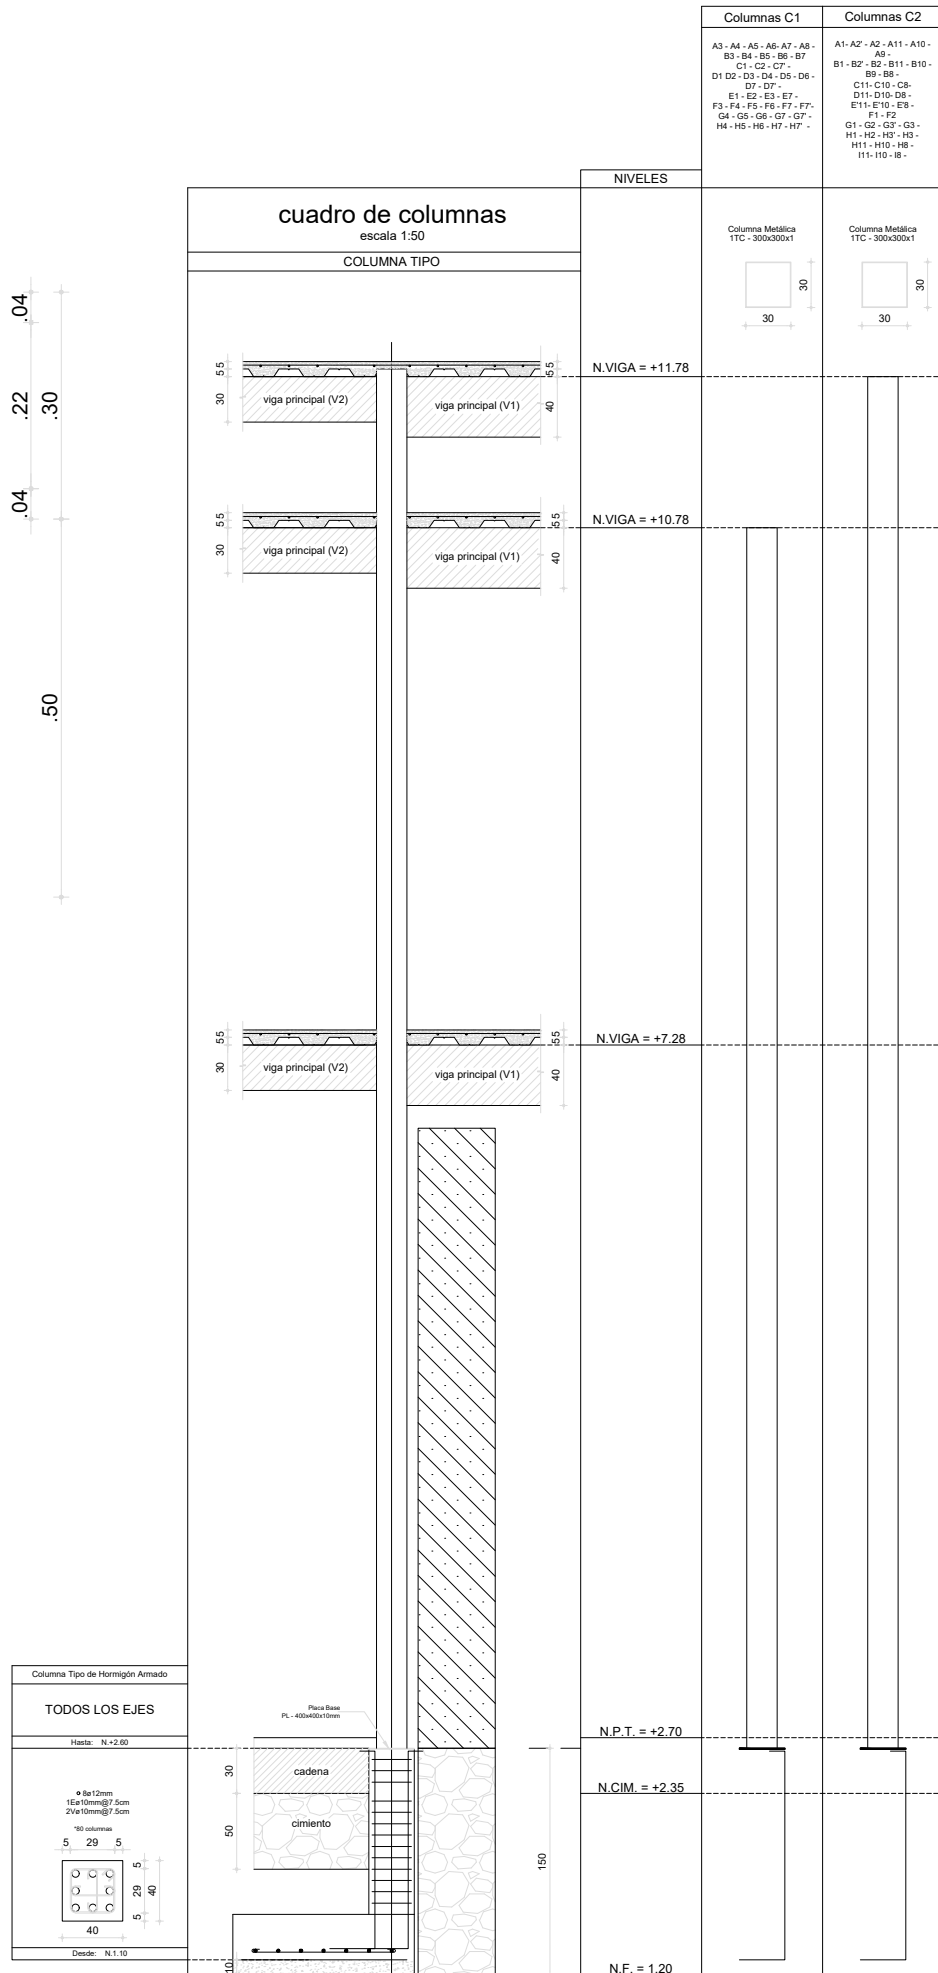 Columnas C1
A3 - A4 - A5 - A6- A7 - A8 -
B3 - B4 - B5 - B6 - B7
C1 - C2 - C7' -
D1 D2 - D3 - D4 - D5 - D6 -
D7 - D7' -
E1 - E2 - E3 - E7 -
F3 - F4 - F5 - F6 - F7 - F7'-
G4 - G5 - G6 - G7 - G7' -
H4 - H5 - H6 - H7 - H7' -
Columnas C2
A1- A2' - A2 - A11 - A10 -
A9 -
B1 - B2' - B2 - B11 - B10 -
B9 - B8 -
C11- C10 - C8-
D11- D10- D8 -
E'11- E'10 - E'8 -
F1 - F2
G1 - G2 - G3' - G3 -
H1 - H2 - H3' - H3 -
H11 - H10 - H8 -
I11- I10 - I8 -
NIVELES
cuadro de columnas
escala 1:50
COLUMNA TIPO
Columna Metálica
1TC - 300x300x1
30
30
Columna Metálica
1TC - 300x300x1
30
30
.04
.22
.30
.04
.50
5
5
30
viga principal (V2)
viga principal (V1)
5
5
40
N.VIGA = +11.78
5
5
30
viga principal (V2)
viga principal (V1)
5
5
40
N.VIGA = +10.78
5
5
30
viga principal (V2)
viga principal (V1)
5
5
40
N.VIGA = +7.28
Columna Tipo de Hormigón Armado
TODOS LOS EJES
Hasta: N.+2.60
8ø12mm
1Eø10mm@7.5cm
2Vø10mm@7.5cm
*80 columnas
5 29 5
5
29
5
40
40
Desde: N.1.10
Placa Base
PL - 400x400x10mm
30
cadena
50
cimiento
10
150
N.P.T. = +2.70
N.CIM. = +2.35
N.F. = 1.20